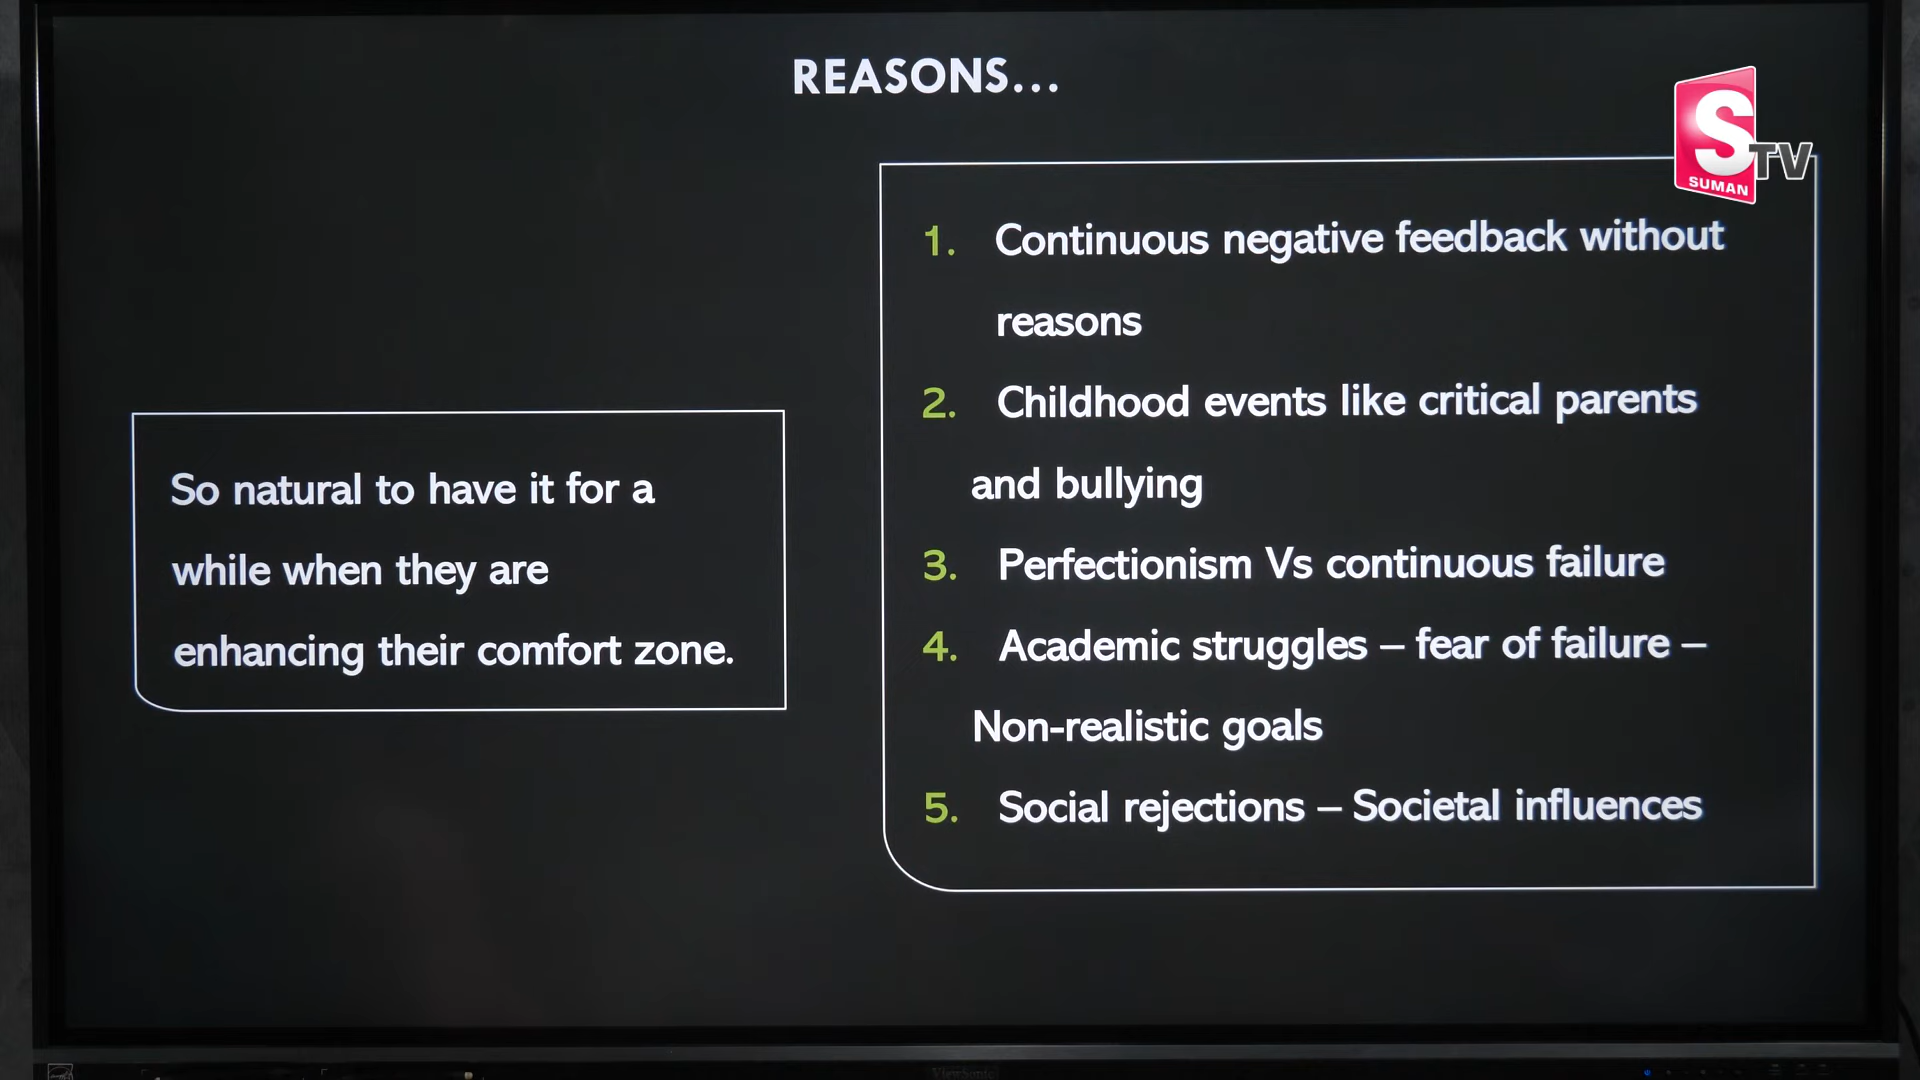 REASONS...
S
TV
SUMAN
So natural to have it for a
while when they are
enhancing their comfort zone.
1. Continuous negative feedback without
reasons
2. Childhood events like critical parents
and bullying
3. Perfectionism Vs continuous failure
4. Academic struggles – fear of failure –
Non-realistic goals
5. Social rejections – Societal influences
ViewSonic